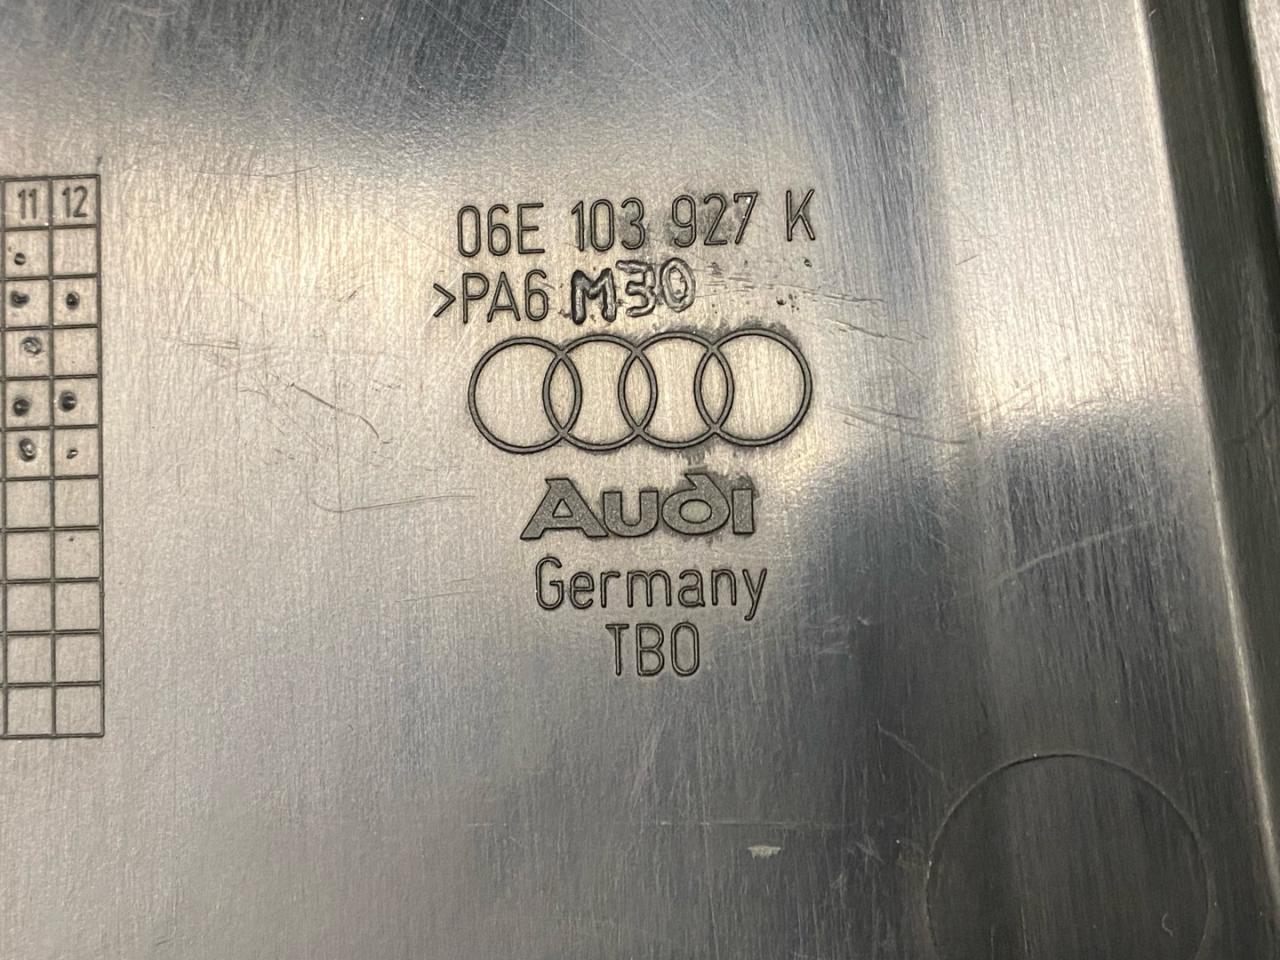 11 12
06E 103 927 K
>PA6 M30
Audi
Germany
TBO